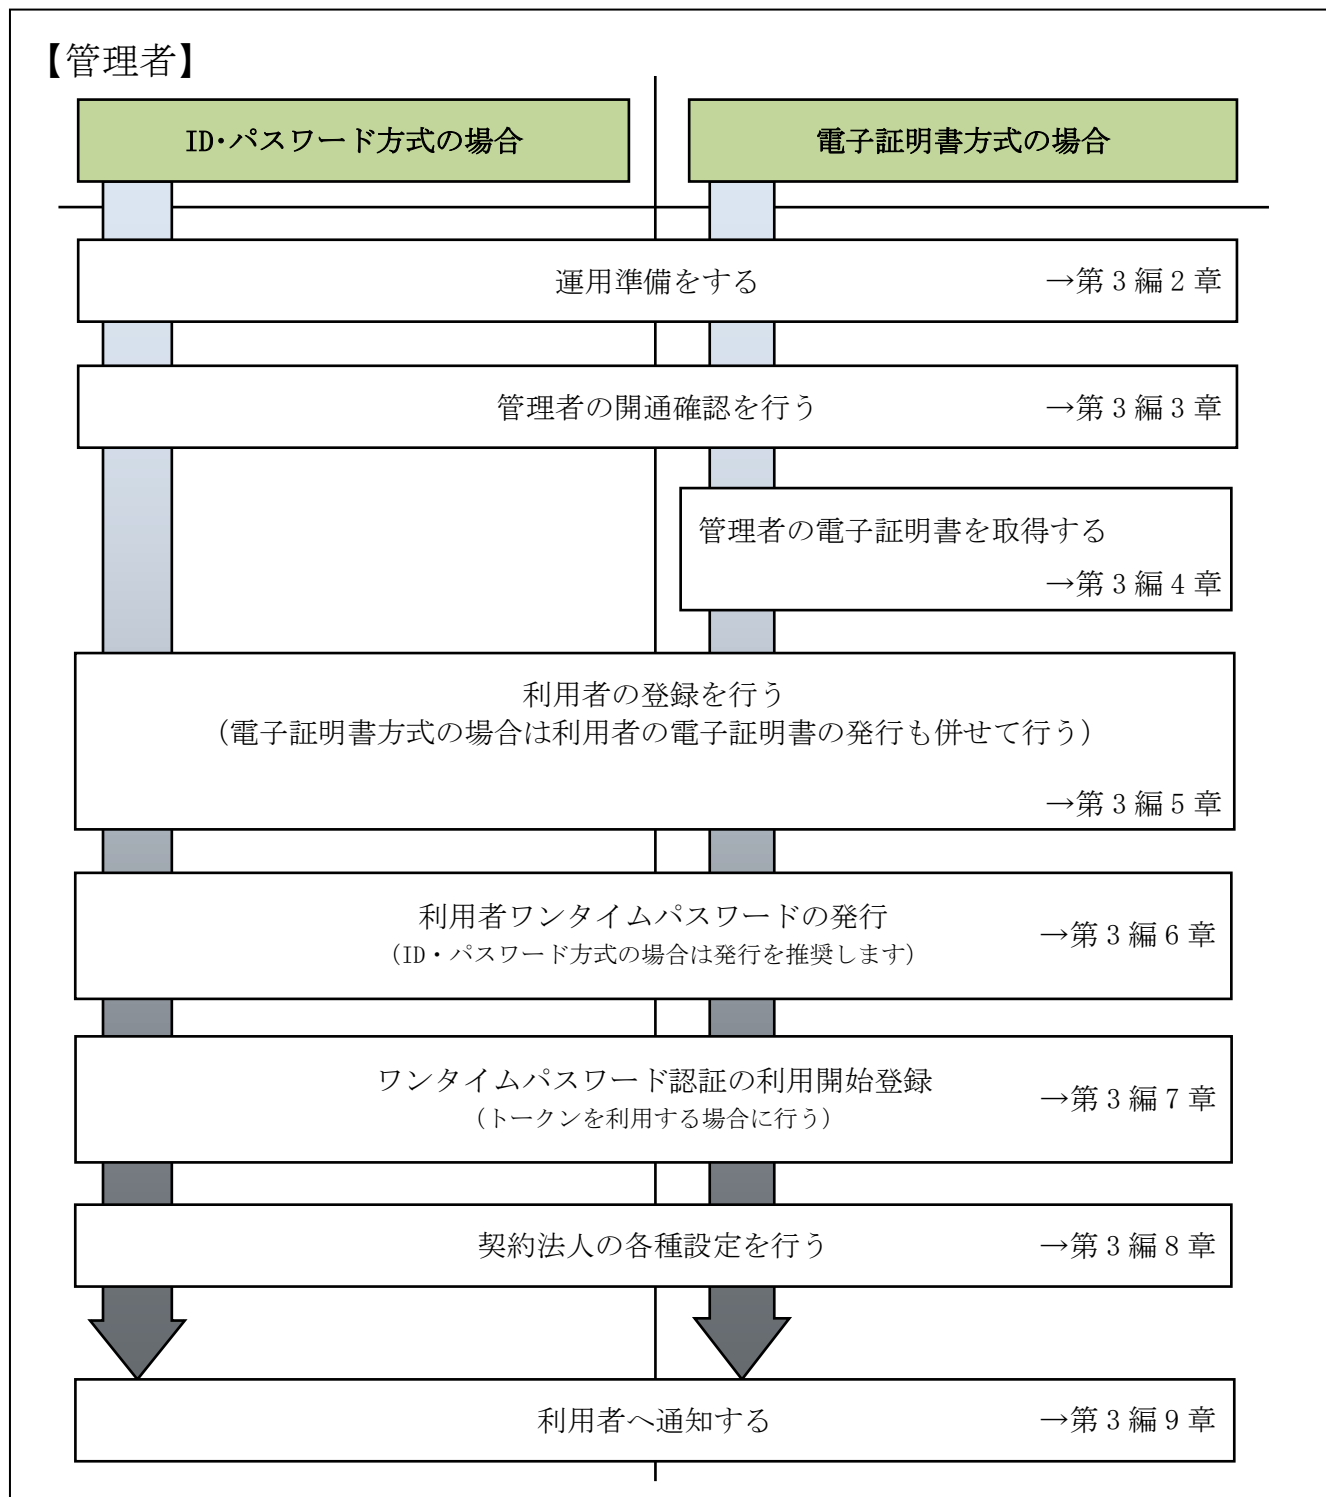 【管理者】
ID・パスワード方式の場合
電子証明書方式の場合
運用準備をする
→第3編2章
管理者の開通確認を行う
→第3編3章
管理者の電子証明書を取得する
→第3編4章
利用者の登録を行う
（電子証明書方式の場合は利用者の電子証明書の発行も併せて行う）
→第3編5章
利用者ワンタイムパスワードの発行
（ID・パスワード方式の場合は発行を推奨します）
→第3編6章
ワンタイムパスワード認証の利用開始登録
（トークンを利用する場合に行う）
→第3編7章
契約法人の各種設定を行う
→第3編8章
利用者へ通知する
→第3編9章